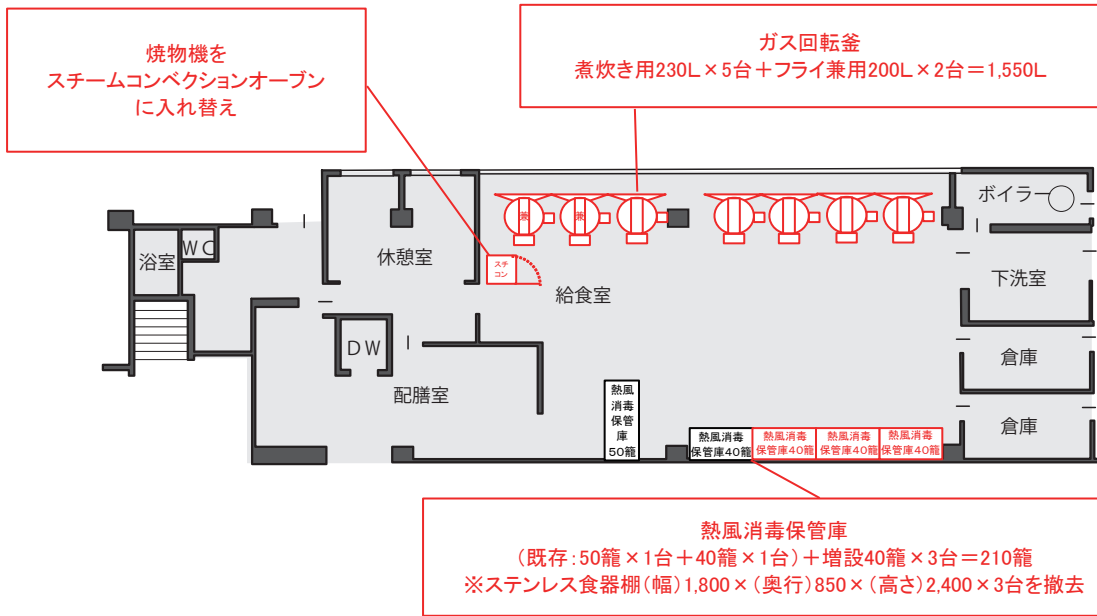 焼物機を
スチームコンベクションオーブン
に入れ替え
ガス回転釜
煮炊き用230L×5台+フライ兼用200L×2台=1,550L
ボイラー
兼
兼
浴室
WC
休憩室
スチ
コン
給食室
下洗室
DW
配膳室
倉庫
倉庫
熱風
消毒
保管
庫
50籠
熱風消毒
保管庫40籠
熱風消毒
保管庫40籠
熱風消毒
保管庫40籠
熱風消毒
保管庫40籠
熱風消毒保管庫
(既存:50籠×1台+40籠×1台)+増設40籠×3台=210籠
※ステンレス食器棚(幅)1,800×(奥行)850×(高さ)2,400×3台を撤去